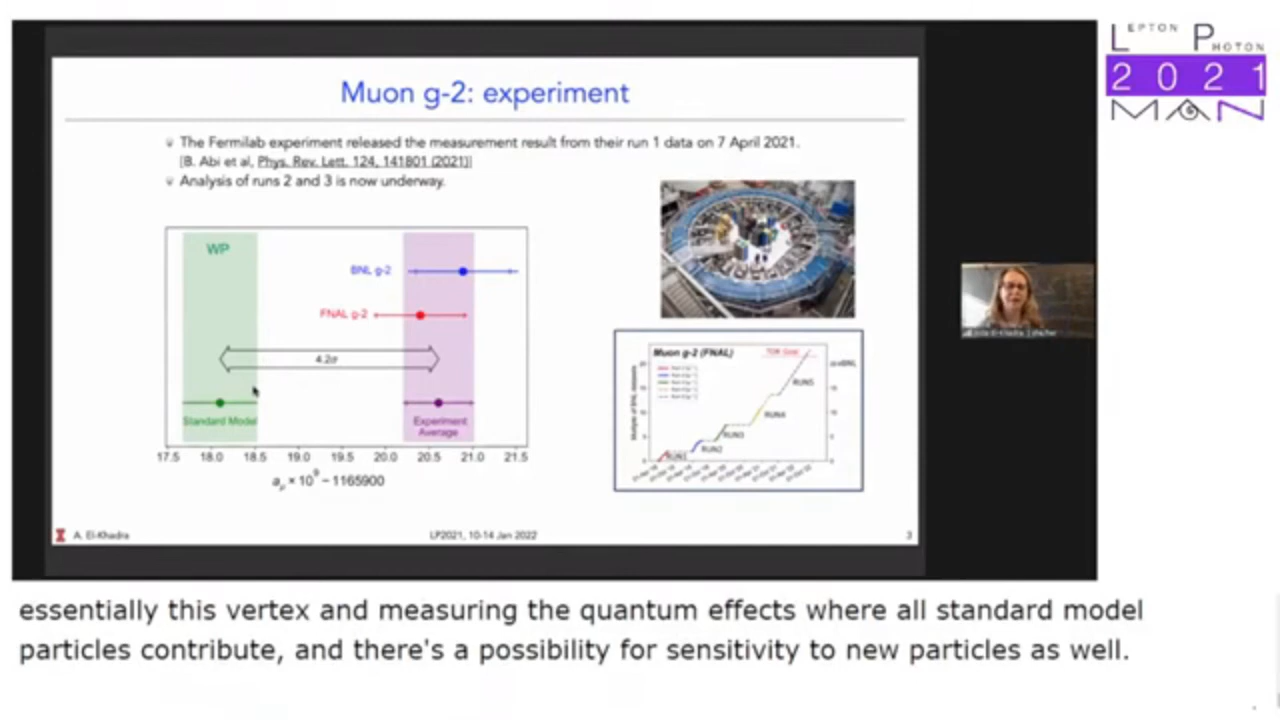 LEPTON PHOTON
2021
MAN
Muon g-2: experiment
The Fermilab experiment released the measurement result from their run 1 data on 7 April 2021.
[B. Abi et al, Phys. Rev. Lett. 124, 141801 (2021)]
Analysis of runs 2 and 3 is now underway.
WP
BNL g-2
FNAL g-2
4.2σ
Standard Model
Experiment
Average
17.5 18.0 18.5 19.0 19.5 20.0 20.5 21.0 21.5
aμ × 10⁹ − 1165900
Muon g-2 (FNAL)
RUN1
RUN2
RUN3
RUN4
RUN5
A. El-Khadra
LP2021, 10-14 Jan 2022
3
essentially this vertex and measuring the quantum effects where all standard model
particles contribute, and there's a possibility for sensitivity to new particles as well.